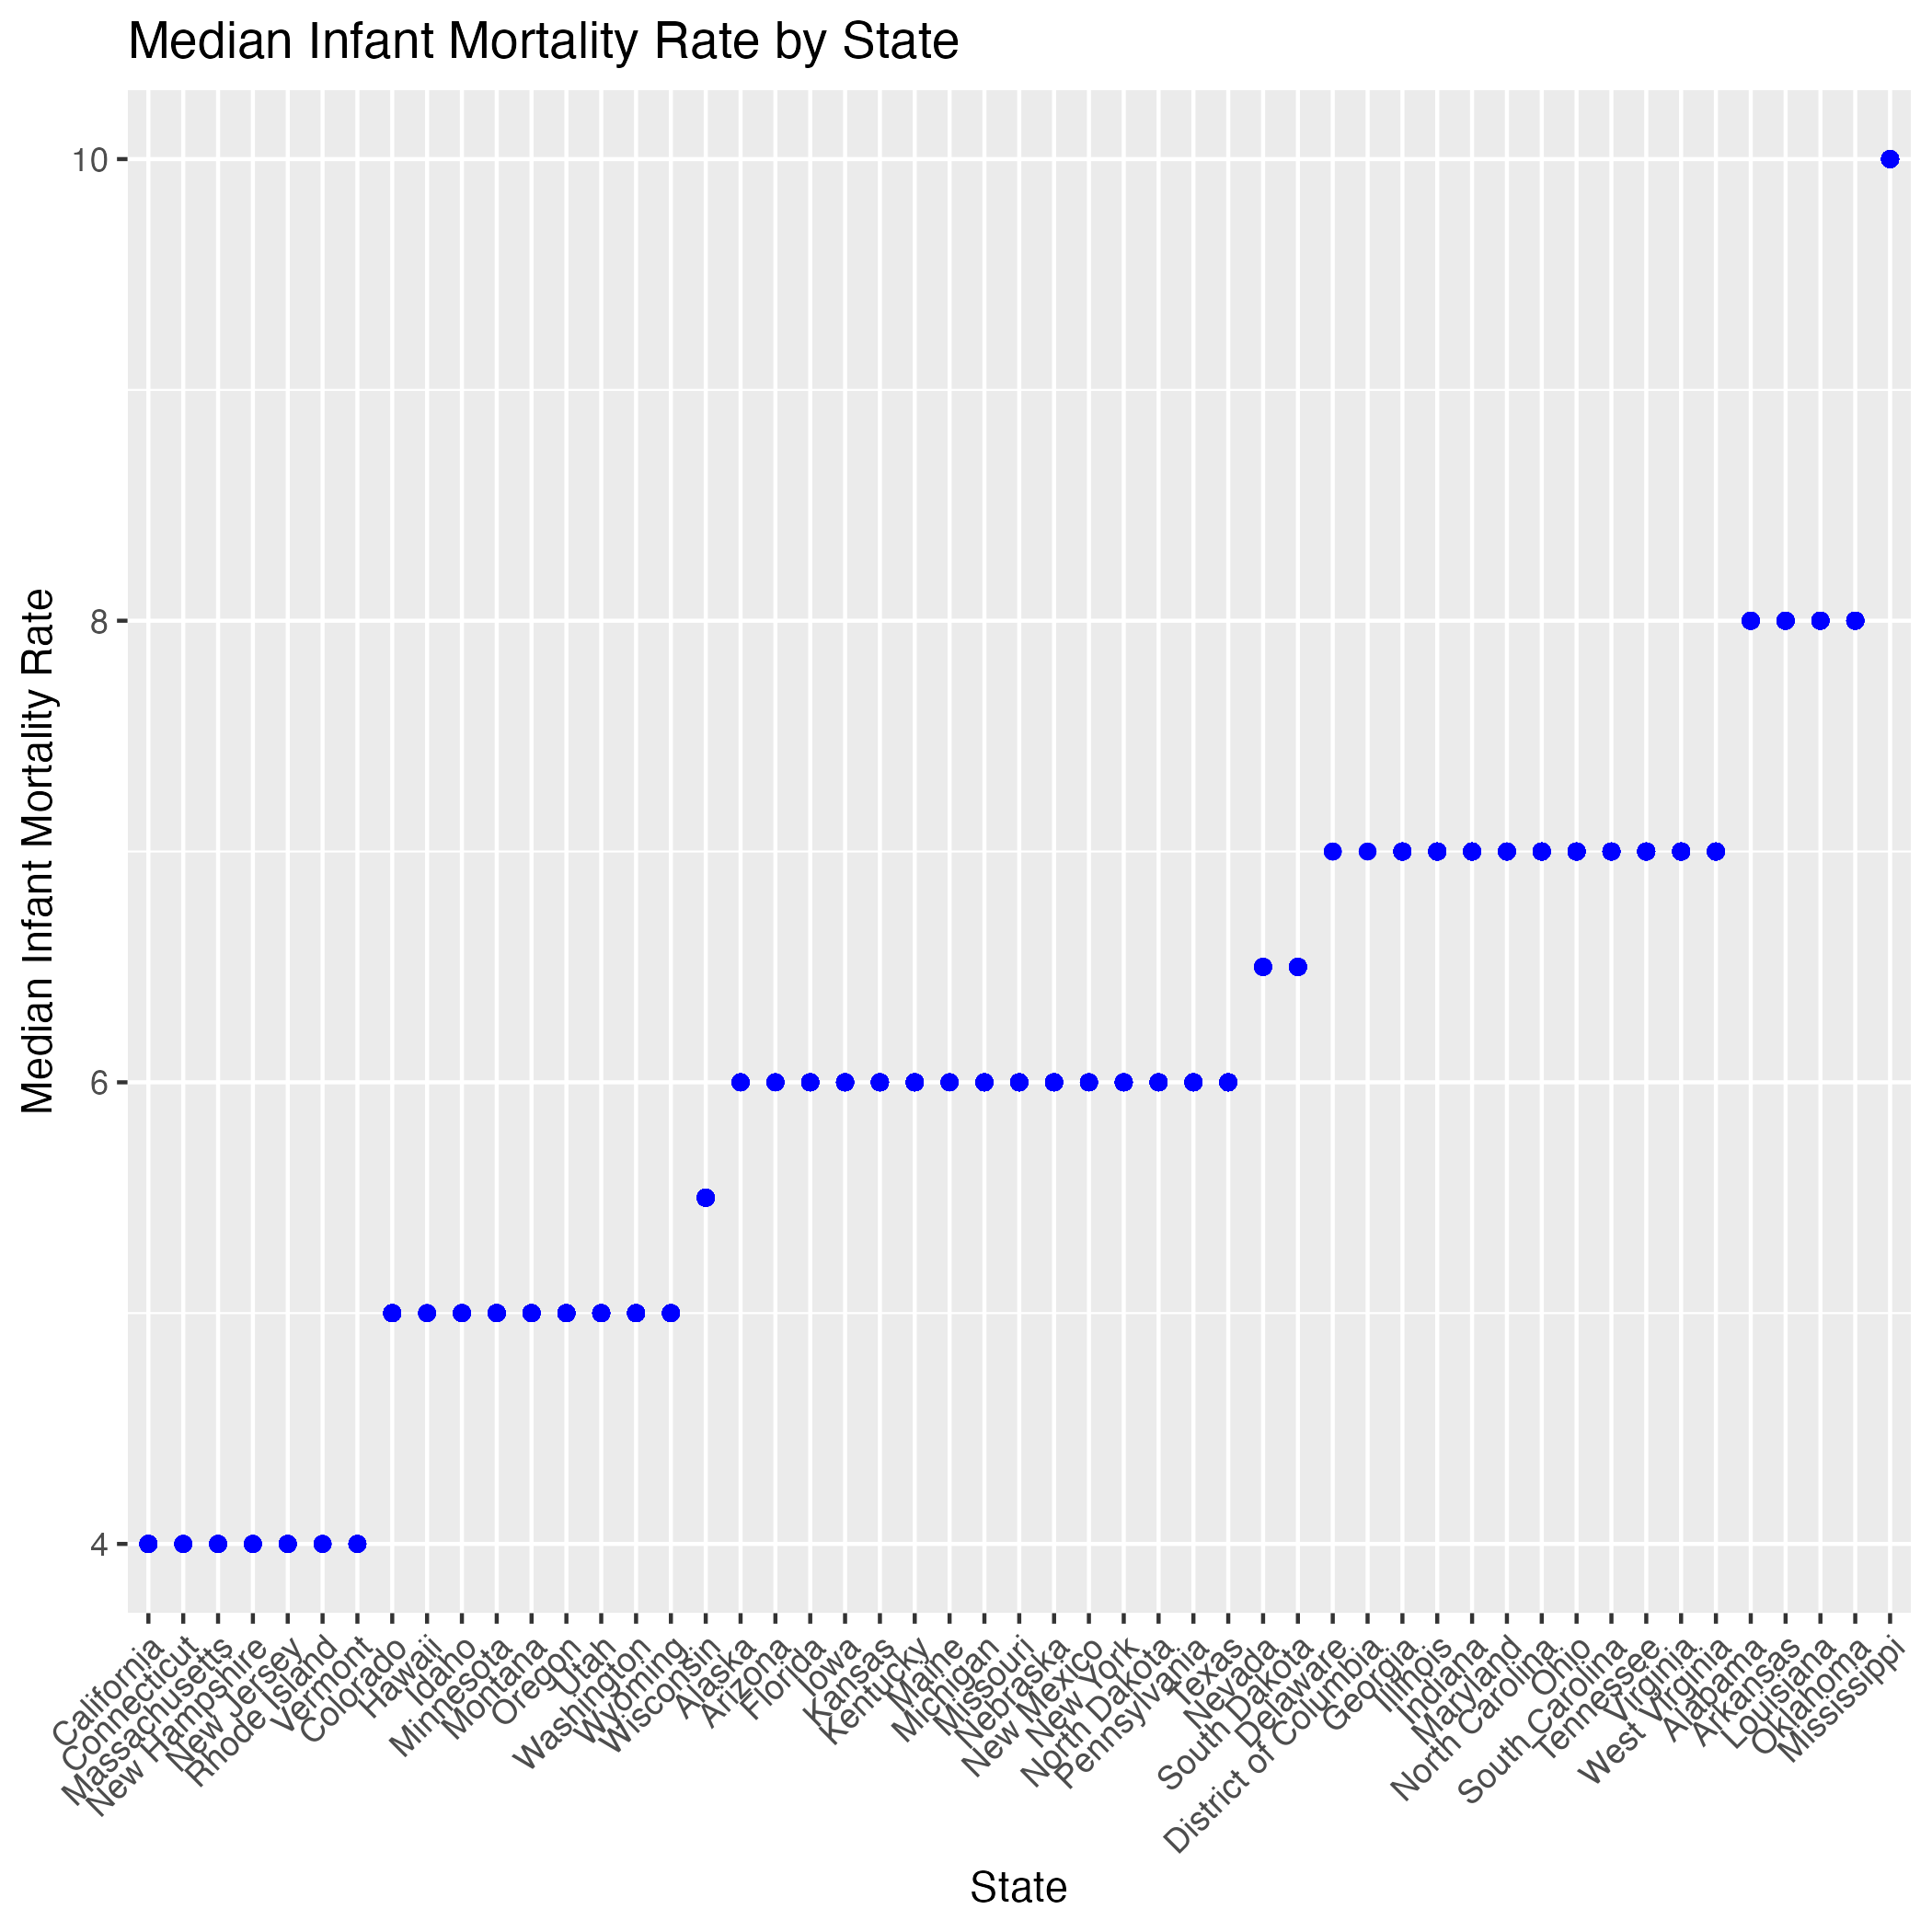 Median Infant Mortality Rate by State
Median Infant Mortality Rate
10
8
6
4
California
Connecticut
Massachusetts
New Hampshire
New Jersey
Rhode Island
Vermont
Colorado
Hawaii
Idaho
Minnesota
Montana
Oregon
Utah
Washington
Wyoming
Wisconsin
Alaska
Arizona
Florida
Iowa
Kansas
Kentucky
Maine
Michigan
Missouri
Nebraska
New Mexico
New York
North Dakota
Pennsylvania
Texas
Nevada
South Dakota
Delaware
District of Columbia
Georgia
Illinois
Indiana
Maryland
North Carolina
Ohio
South Carolina
Tennessee
Virginia
West Virginia
Alabama
Arkansas
Louisiana
Oklahoma
Mississippi
State